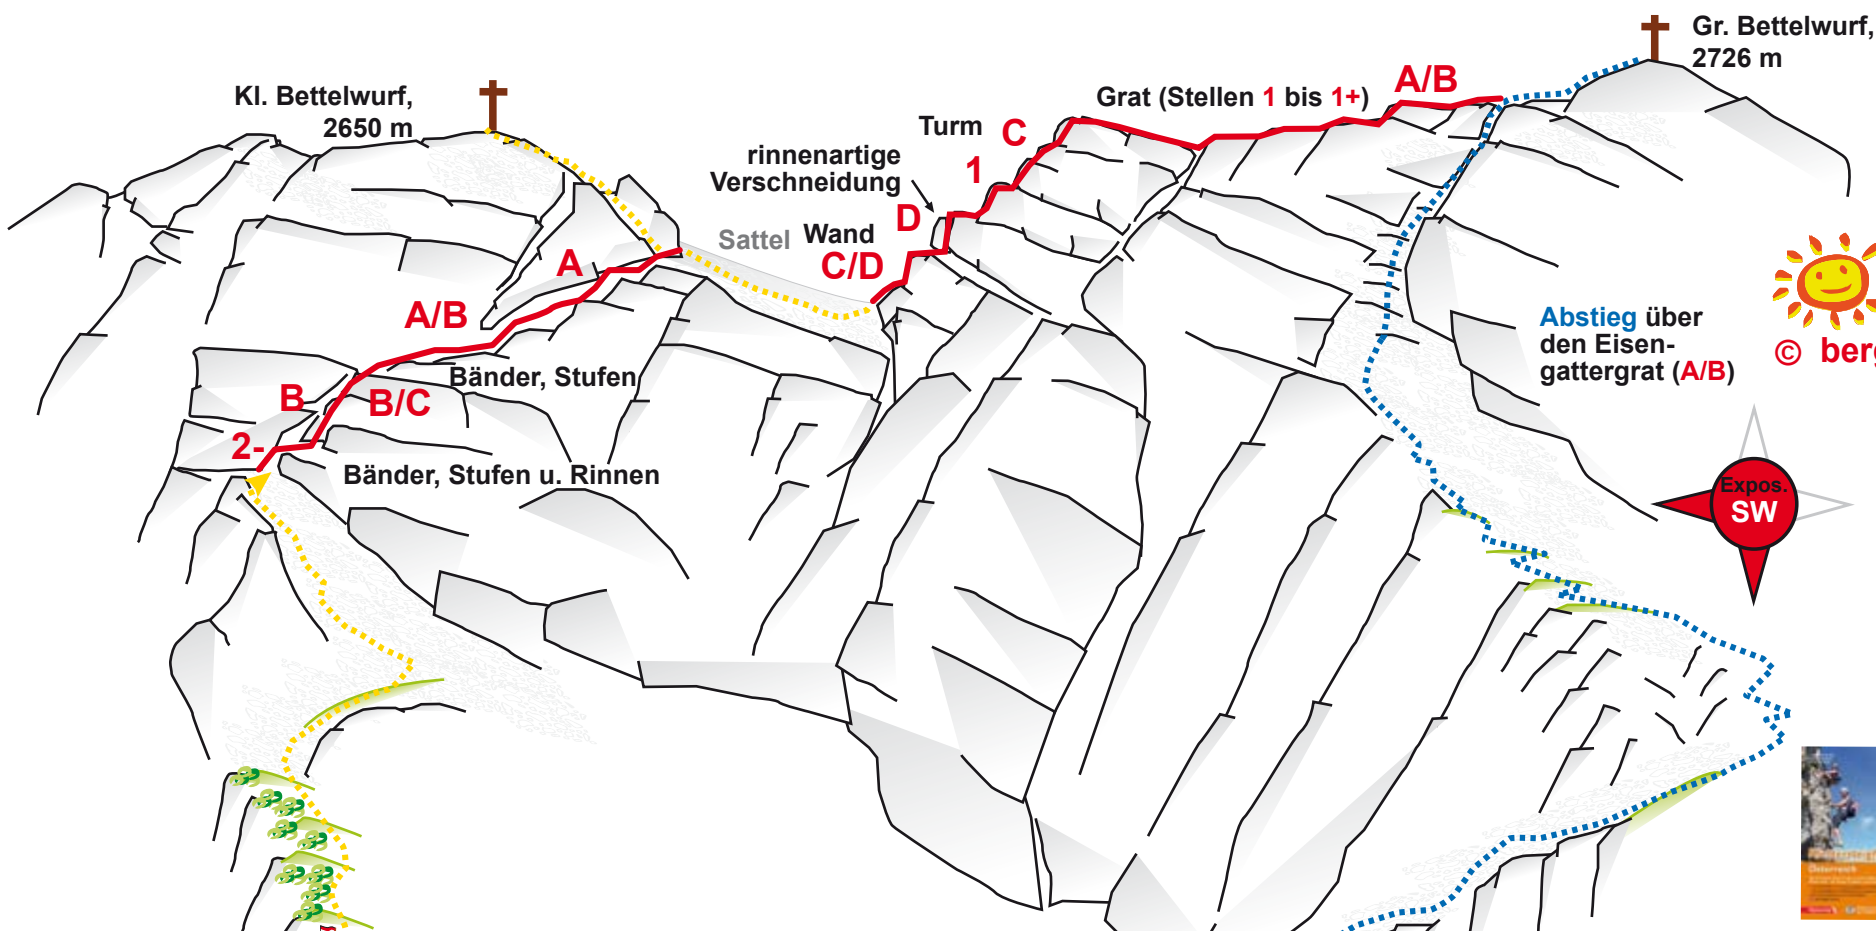 Gr. Bettelwurf,
2726 m
Kl. Bettelwurf,
2650 m
Grat (Stellen 1 bis 1+)
A/B
Turm
C
1
rinnenartige
Verschneidung
D
Sattel
Wand
C/D
A
A/B
Bänder, Stufen
B
B/C
2-
Bänder, Stufen u. Rinnen
Abstieg über
den Eisen-
gattergrat (A/B)
©
Expos.
SW
Österreich